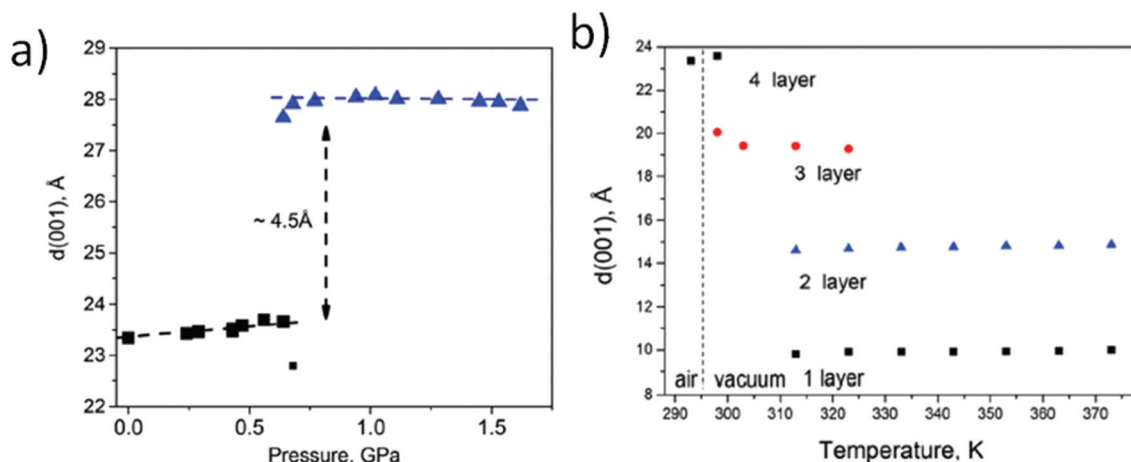 a)
29
28
27
26
25
24
23
22
d(001), Å
~ 4.5Å
0.0 0.5 1.0 1.5
Pressure, GPa
b)
24
22
20
18
16
14
12
10
8
d(001), Å
4 layer
3 layer
2 layer
air vacuum 1 layer
290 300 310 320 330 340 350 360 370
Temperature, K